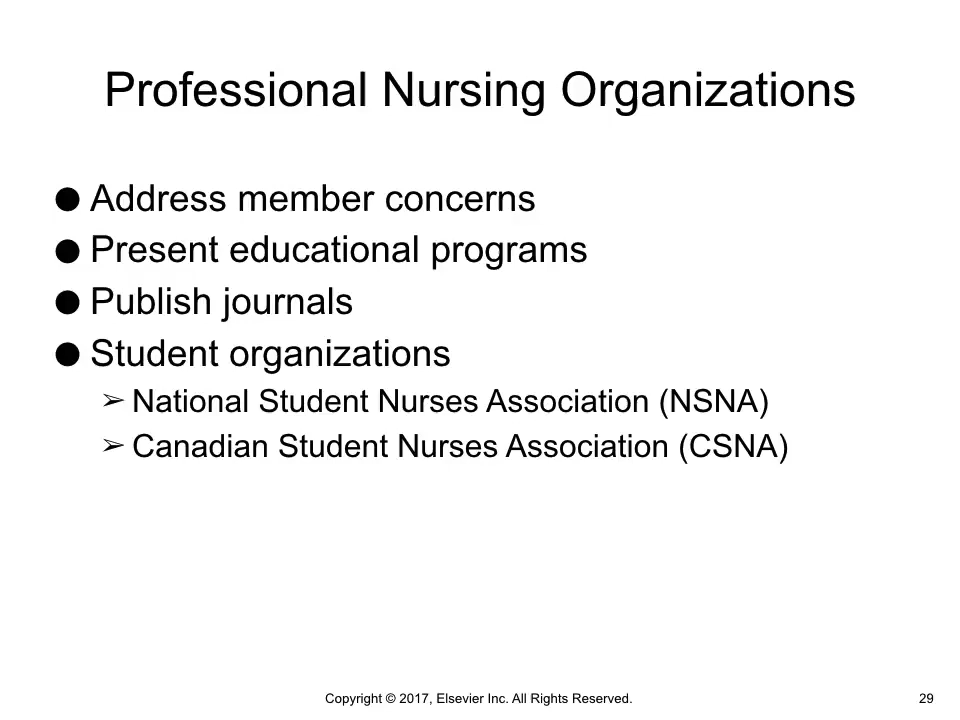 Professional Nursing Organizations
● Address member concerns
● Present educational programs
● Publish journals
● Student organizations
➢ National Student Nurses Association (NSNA)
➢ Canadian Student Nurses Association (CSNA)
Copyright © 2017, Elsevier Inc. All Rights Reserved.
29